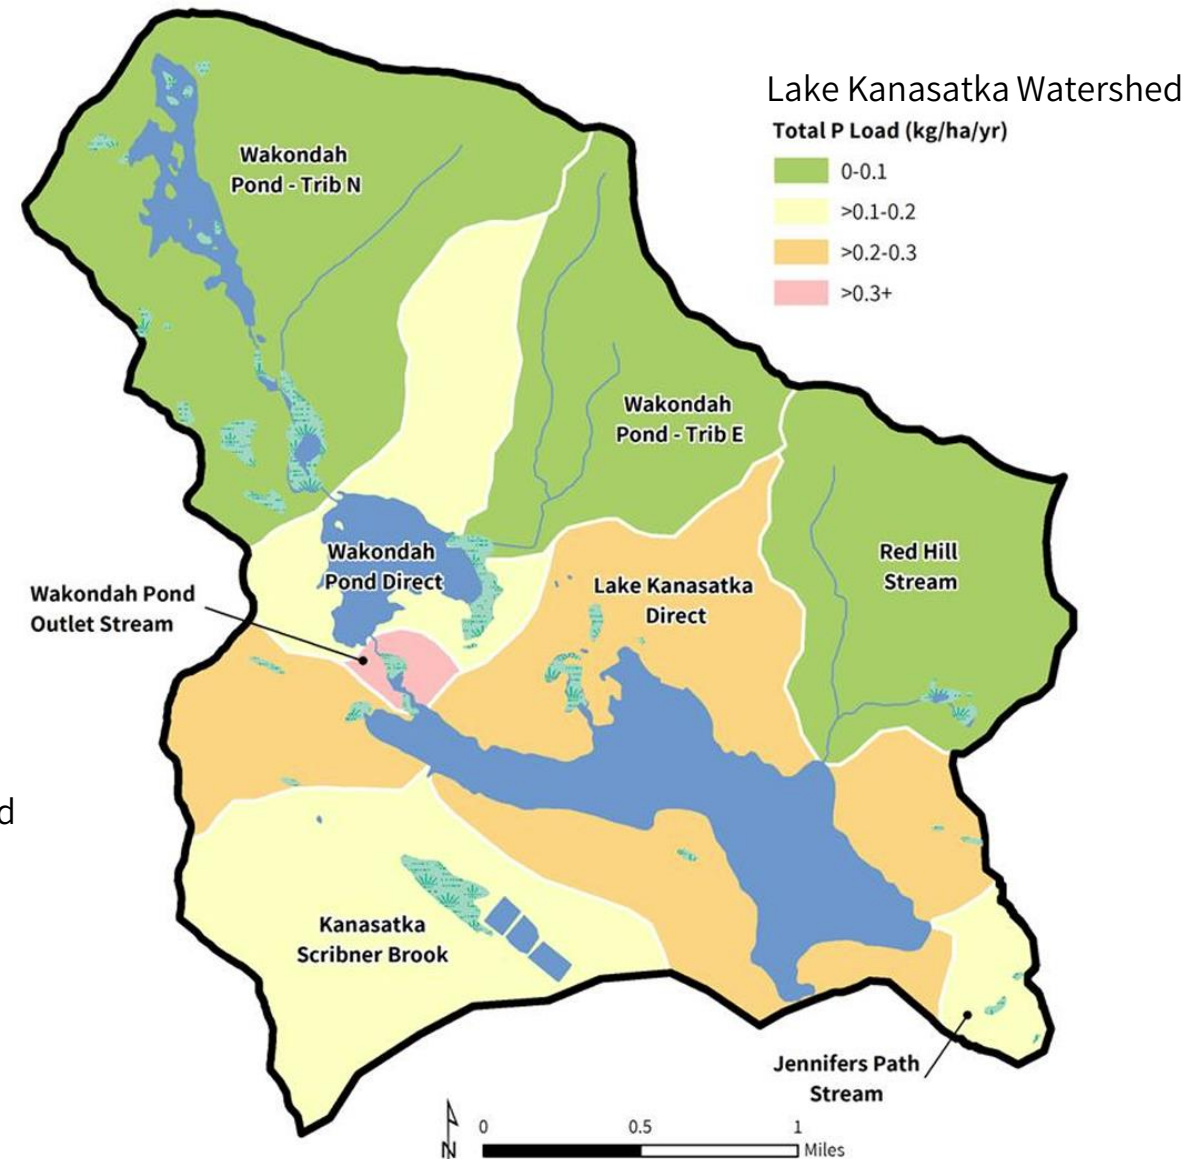 Lake Kanasatka Watershed
Total P Load (kg/ha/yr)
0-0.1
>0.1-0.2
>0.2-0.3
>0.3+
Wakondah
Pond - Trib N
Wakondah
Pond - Trib E
Red Hill
Stream
Wakondah
Pond Direct
Lake Kanasatka
Direct
Wakondah Pond
Outlet Stream
d
Kanasatka
Scribner Brook
Jennifers Path
Stream
N
0 0.5 1
Miles